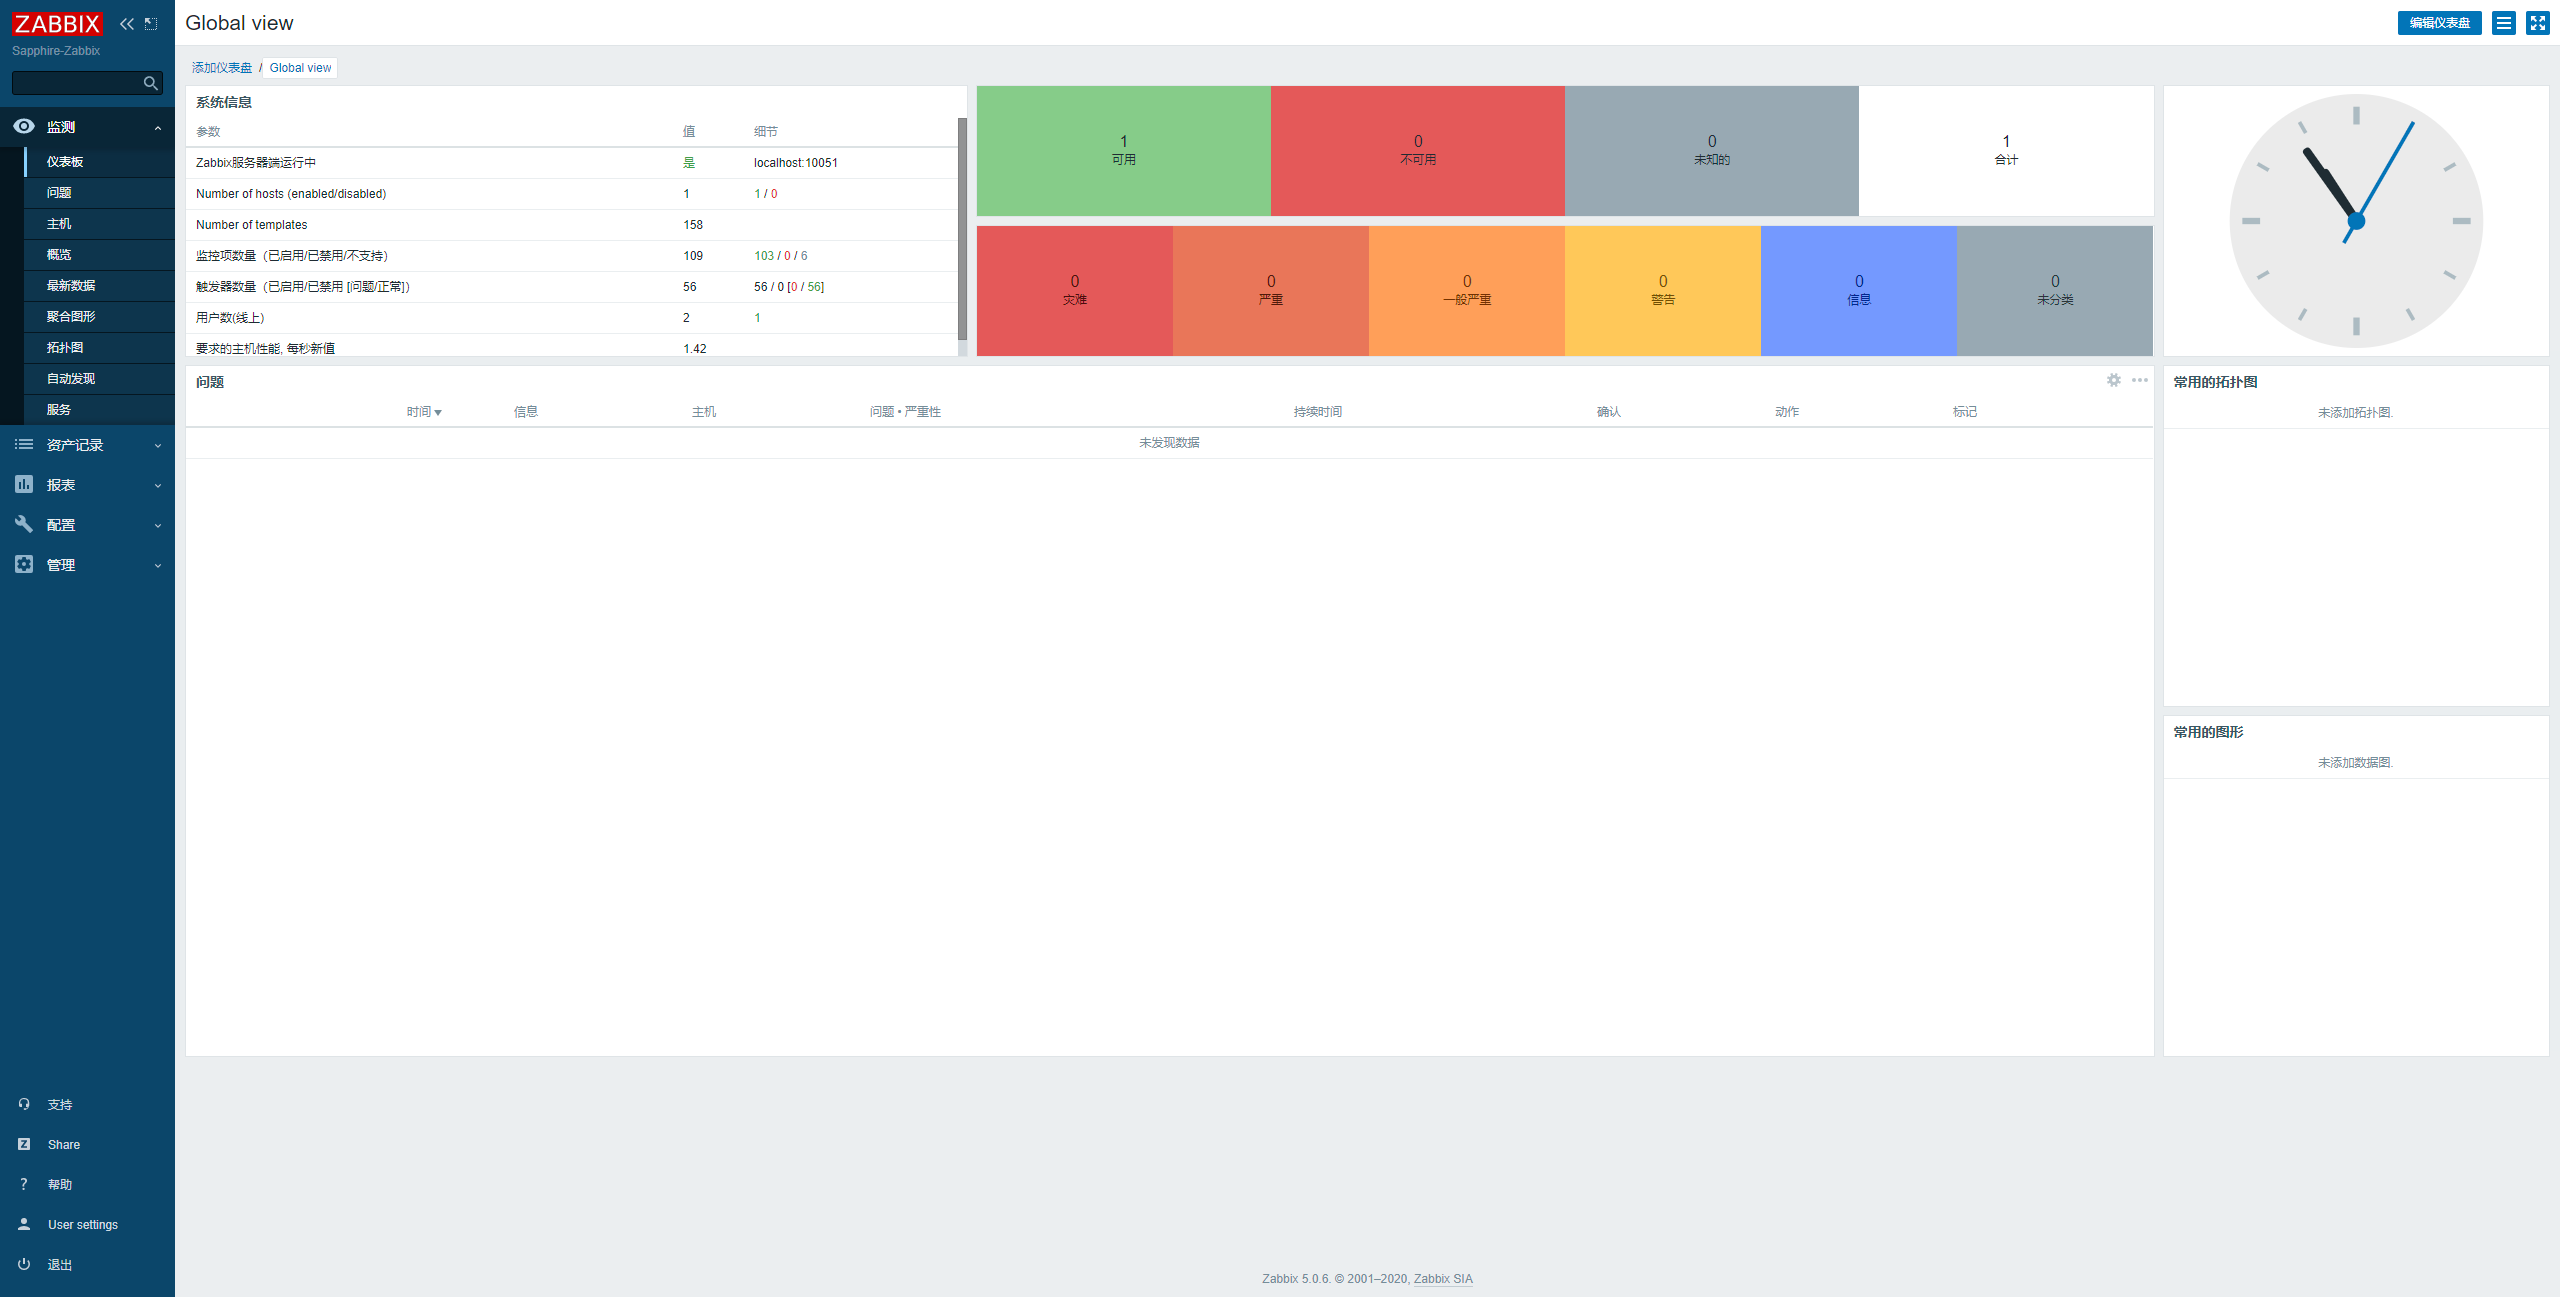 ZABBIX
Sapphire-Zabbix
监测
仪表板
问题
主机
概览
最新数据
聚合图形
拓扑图
自动发现
服务
资产记录
报表
配置
管理
支持
Share
帮助
User settings
退出
Global view
编辑仪表盘
添加仪表盘 / Global view
系统信息
参数 值 细节
Zabbix服务器端运行中 是 localhost:10051
Number of hosts (enabled/disabled) 1 1 / 0
Number of templates 158
监控项数量（已启用/已禁用/不支持） 109 103 / 0 / 6
触发器数量（已启用/已禁用 [问题/正常]） 56 56 / 0 [0 / 56]
用户数(线上) 2 1
要求的主机性能, 每秒新值 1.42
1 0 0 1
可用 不可用 未知的 合计
0 0 0 0 0 0
灾难 严重 一般严重 警告 信息 未分类
问题
时间 信息 主机 问题 • 严重性 持续时间 确认 动作 标记
未发现数据
常用的拓扑图
未添加拓扑图.
常用的图形
未添加数据图.
Zabbix 5.0.6. © 2001–2020, Zabbix SIA